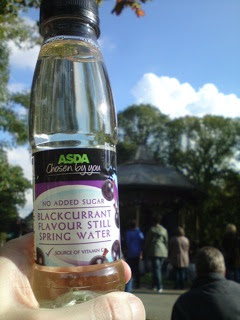 ASDA
Chosen by you
NO ADDED SUGAR
BLACKCURRANT
FLAVOUR STILL
SPRING WATER
SOURCE OF VITAMIN C